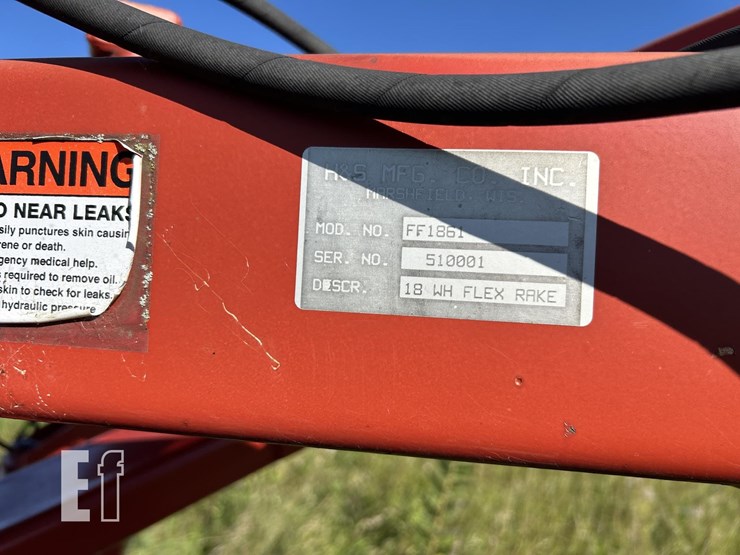 ARNING
O NEAR LEAKS
sily punctures skin causin
rene or death.
gency medical help.
s required to remove oil.
skin to check for leaks.
hydraulic pressure
H&S MFG. CO., INC.
MARSHFIELD, WIS.
MOD. NO. FF1861
SER. NO. 510001
DESCR. 18 WH FLEX RAKE
Ef